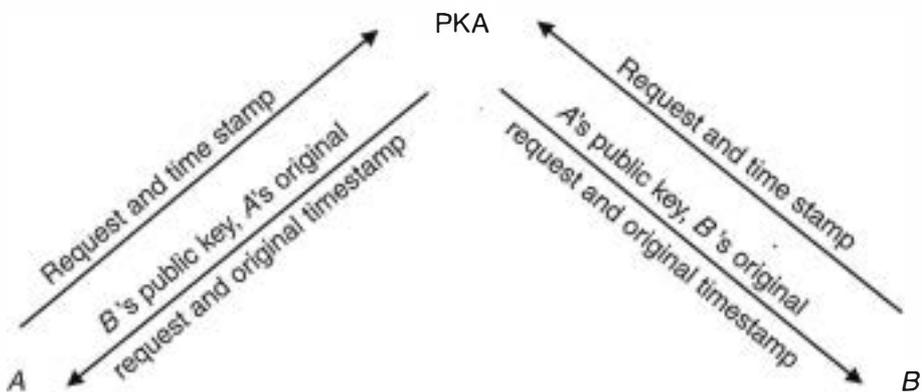 PKA
Request and time stamp
B's public key, A's original
request and original timestamp
Request and time stamp
A's public key, B's original
request and original timestamp
A
B